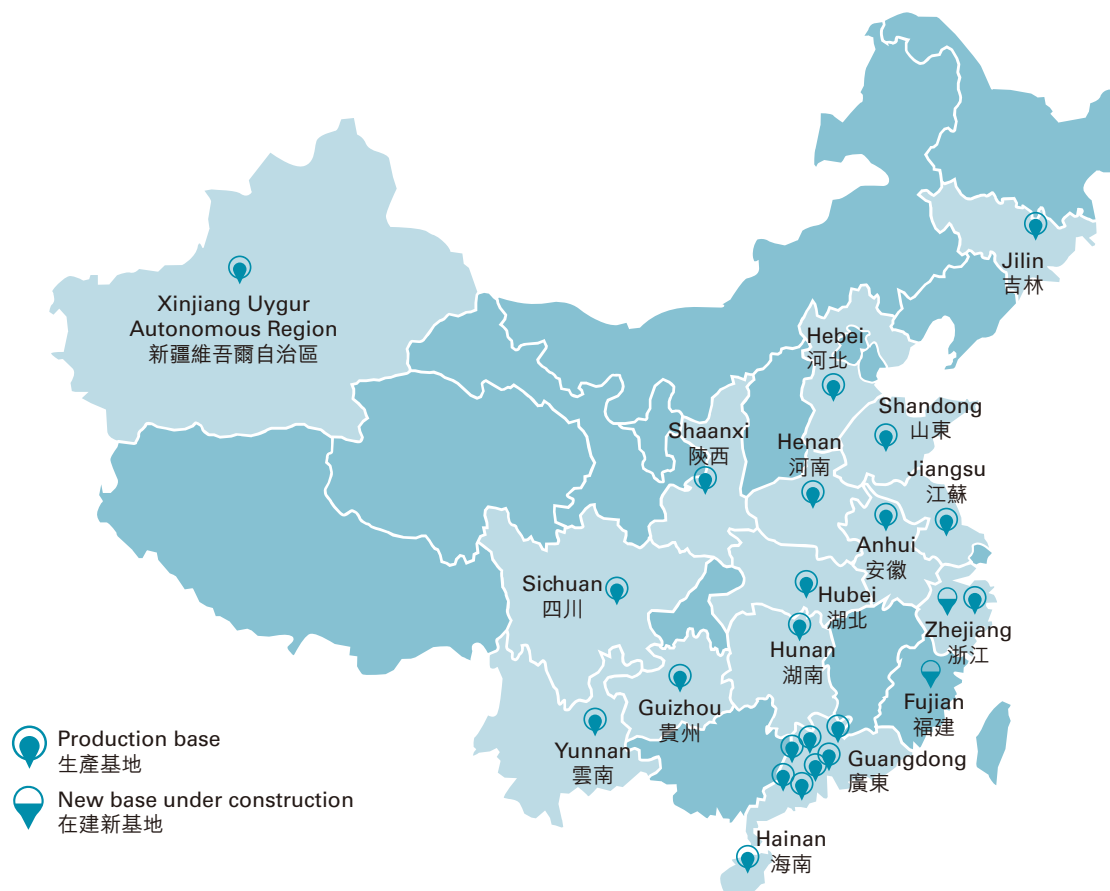 Jilin
吉林
Xinjiang Uygur
Autonomous Region
新疆維吾爾自治區
Hebei
河北
Shandong
山東
Shaanxi
陝西
Henan
河南
Jiangsu
江蘇
Anhui
安徽
Sichuan
四川
Hubei
湖北
Zhejiang
浙江
Hunan
湖南
Fujian
福建
Guizhou
貴州
Yunnan
雲南
Guangdong
廣東
Hainan
海南
Production base
生產基地
New base under construction
在建新基地